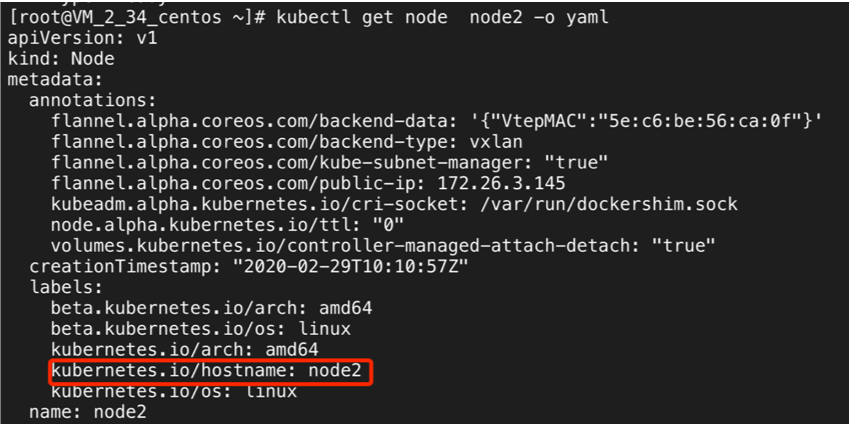 [root@VM_2_34_centos ~]# kubectl get node  node2 -o yaml
apiVersion: v1
kind: Node
metadata:
  annotations:
    flannel.alpha.coreos.com/backend-data: '{"VtepMAC":"5e:c6:be:56:ca:0f"}'
    flannel.alpha.coreos.com/backend-type: vxlan
    flannel.alpha.coreos.com/kube-subnet-manager: "true"
    flannel.alpha.coreos.com/public-ip: 172.26.3.145
    kubeadm.alpha.kubernetes.io/cri-socket: /var/run/dockershim.sock
    node.alpha.kubernetes.io/ttl: "0"
    volumes.kubernetes.io/controller-managed-attach-detach: "true"
  creationTimestamp: "2020-02-29T10:10:57Z"
  labels:
    beta.kubernetes.io/arch: amd64
    beta.kubernetes.io/os: linux
    kubernetes.io/arch: amd64
    kubernetes.io/hostname: node2
    kubernetes.io/os: linux
  name: node2